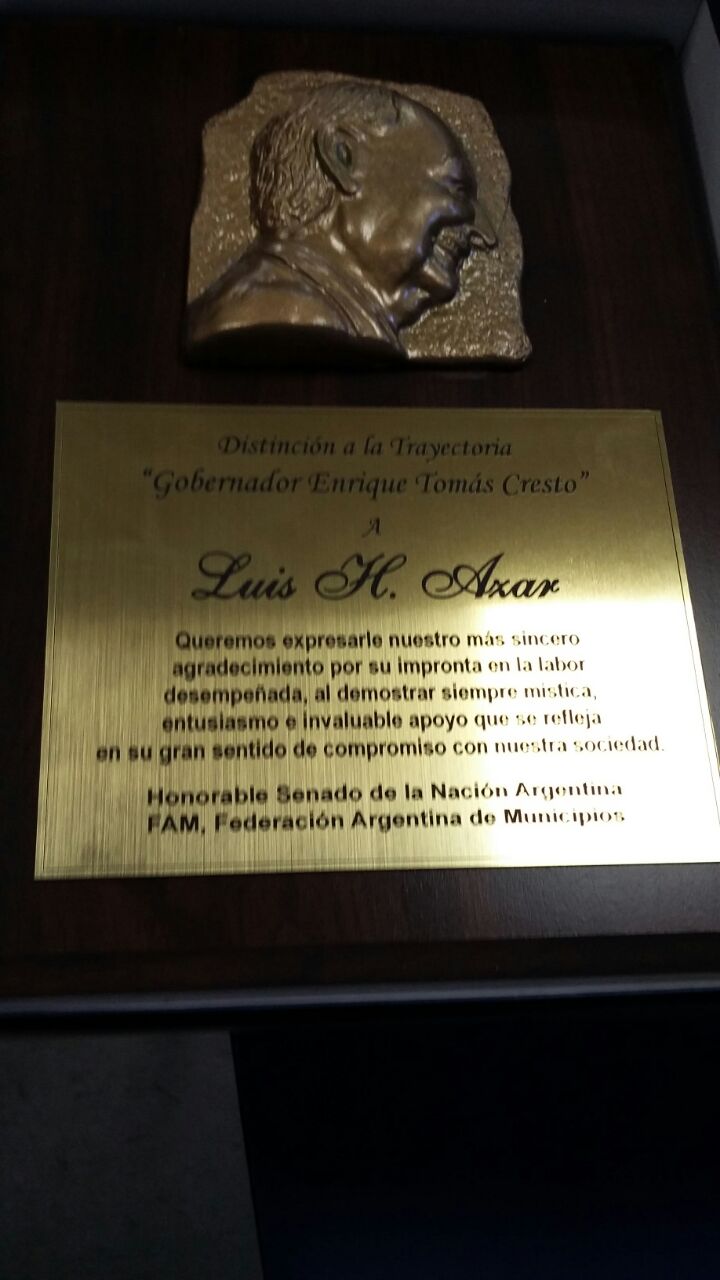 Distinción a la Trayectoria
“Gobernador Enrique Tomás Cresto”
A
Luis H. Azar
Queremos expresarle nuestro más sincero
agradecimiento por su impronta en la labor
desempeñada, al demostrar siempre mistica,
entusiasmo e invaluable apoyo que se refleja
en su gran sentido de compromiso con nuestra sociedad.
Honorable Senado de la Nación Argentina
FAM, Federación Argentina de Municipios